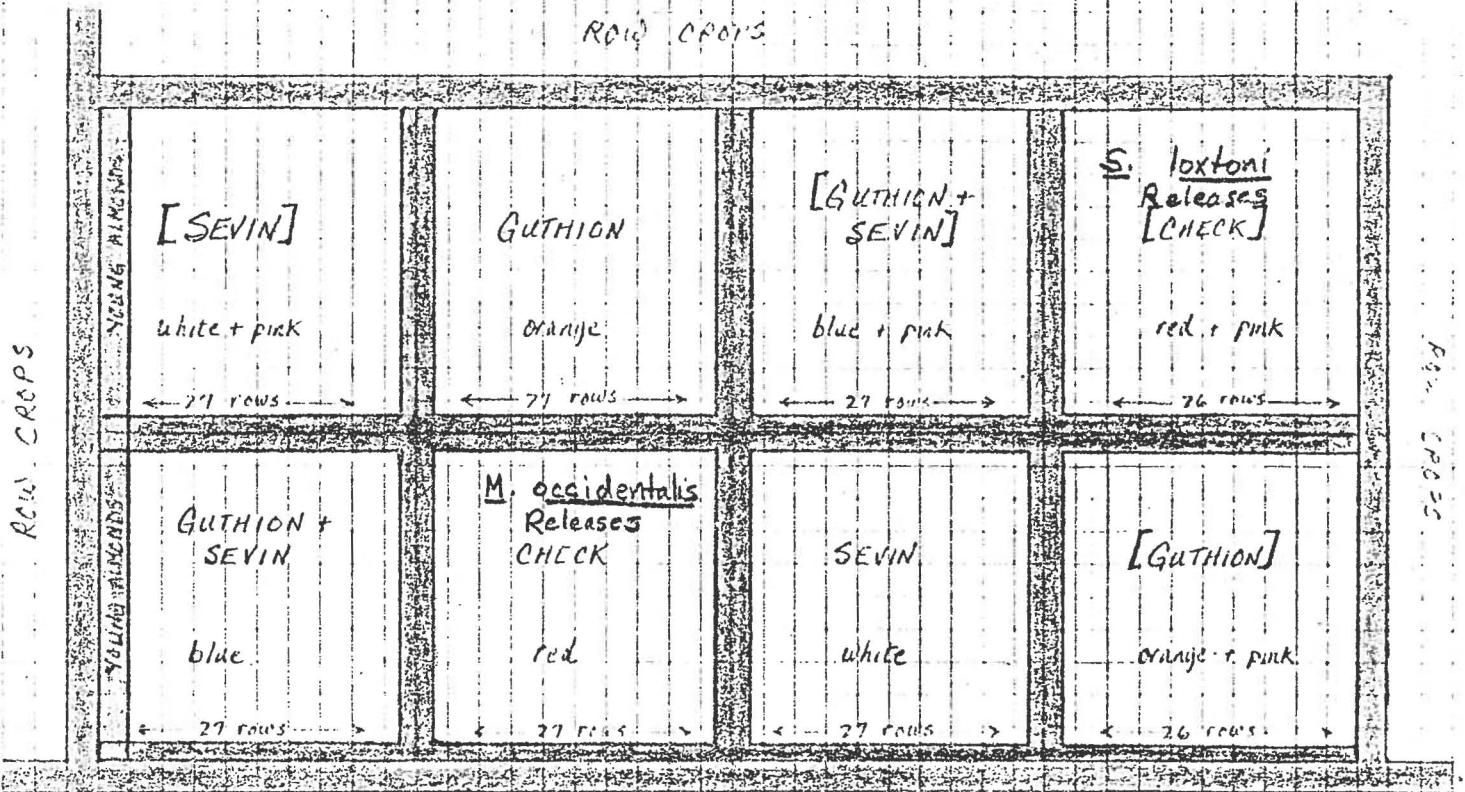 ROW CROPS
YOUNG ALMONDS
[SEVIN]
white + pink
27 rows
GUTHION
orange
27 rows
[GUTHION +
SEVIN]
blue + pink
27 rows
S. loxtoni
Releases
[CHECK]
red + pink
26 rows
ROW CROPS
ROW CROPS
YOUNG ALMONDS
GUTHION +
SEVIN
blue
27 rows
M. occidentalis
Releases
CHECK
red
27 rows
SEVIN
white
27 rows
[GUTHION]
orange + pink
26 rows